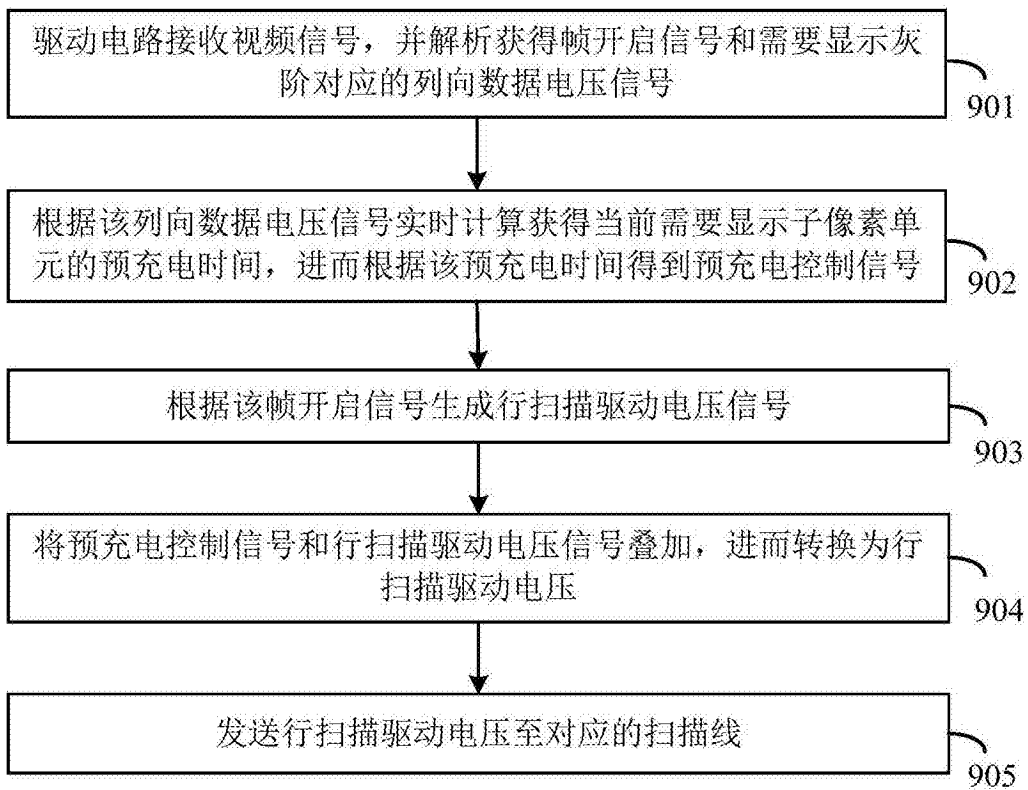 驱动电路接收视频信号，并解析获得帧开启信号和需要显示灰
阶对应的列向数据电压信号
901
根据该列向数据电压信号实时计算获得当前需要显示子像素单
元的预充电时间，进而根据该预充电时间得到预充电控制信号
902
根据该帧开启信号生成行扫描驱动电压信号
903
将预充电控制信号和行扫描驱动电压信号叠加，进而转换为行
扫描驱动电压
904
发送行扫描驱动电压至对应的扫描线
905